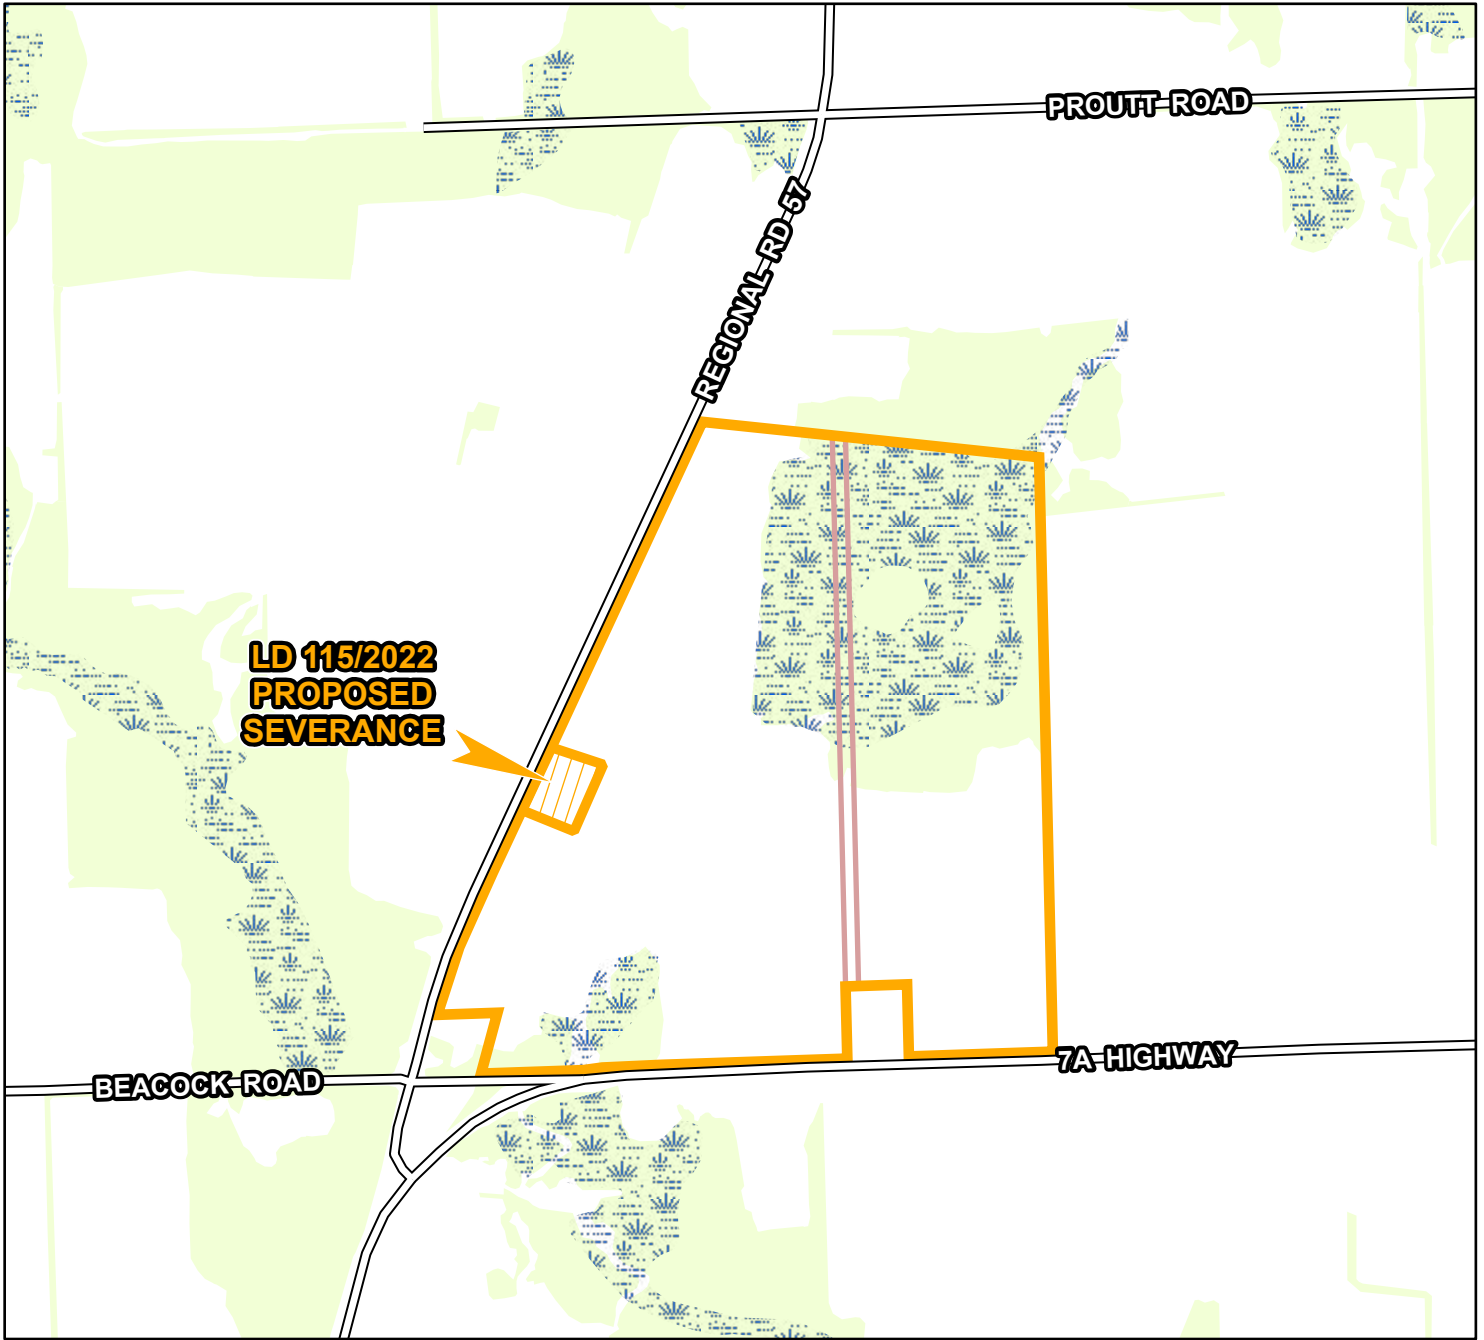 PROUTT ROAD
REGIONAL RD 57
LD 115/2022
PROPOSED
SEVERANCE
7A HIGHWAY
BEACOCK ROAD